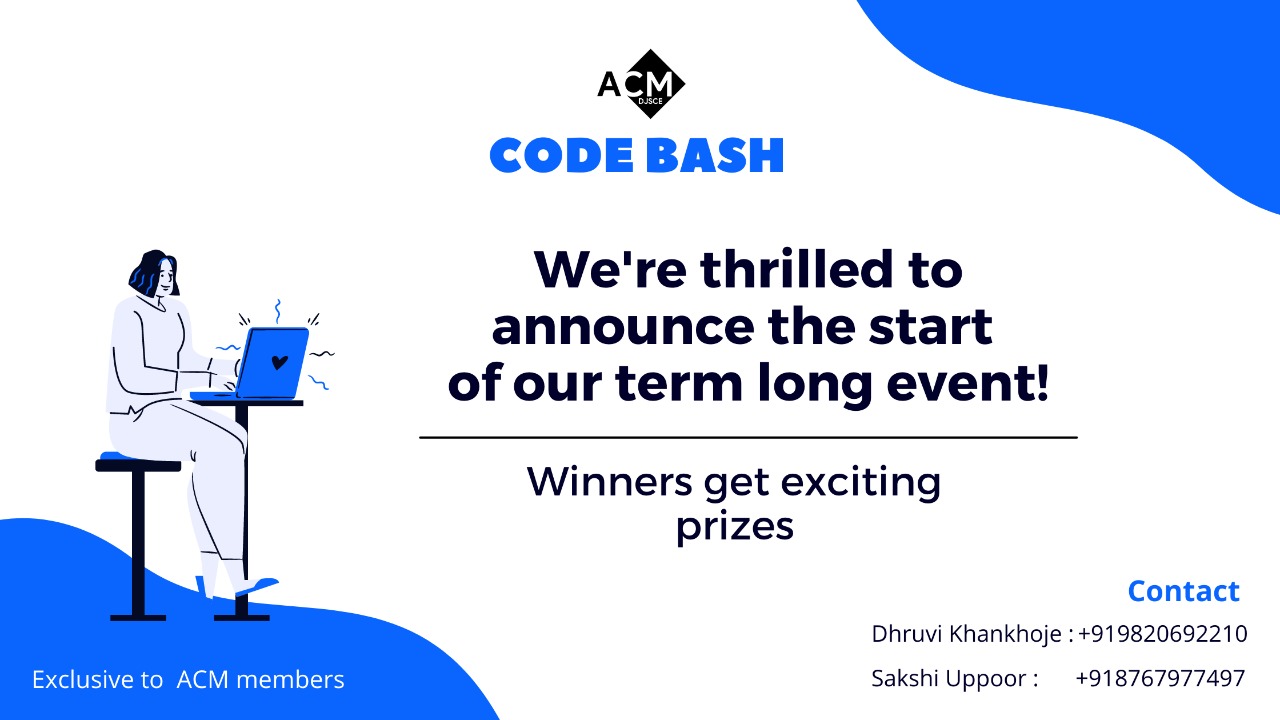 ACM
DJSCE
CODE BASH
We're thrilled to
announce the start
of our term long event!
Winners get exciting
prizes
Contact
Dhruvi Khankhoje : +919820692210
Sakshi Uppoor : +918767977497
Exclusive to ACM members